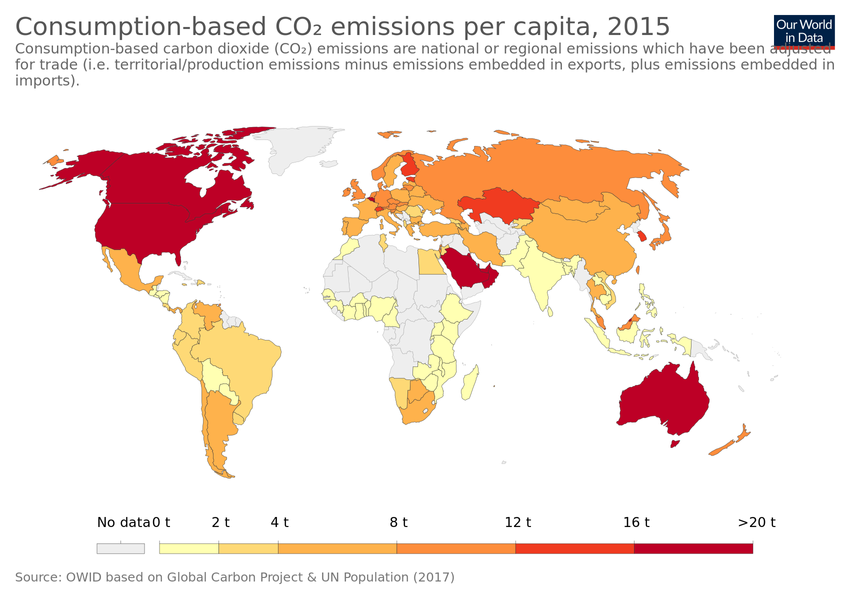 Consumption-based CO₂ emissions per capita, 2015
Our World
in Data
Consumption-based carbon dioxide (CO₂) emissions are national or regional emissions which have been adjusted
for trade (i.e. territorial/production emissions minus emissions embedded in exports, plus emissions embedded in
imports).
No data 0 t 2 t 4 t 8 t 12 t 16 t >20 t
Source: OWID based on Global Carbon Project & UN Population (2017)